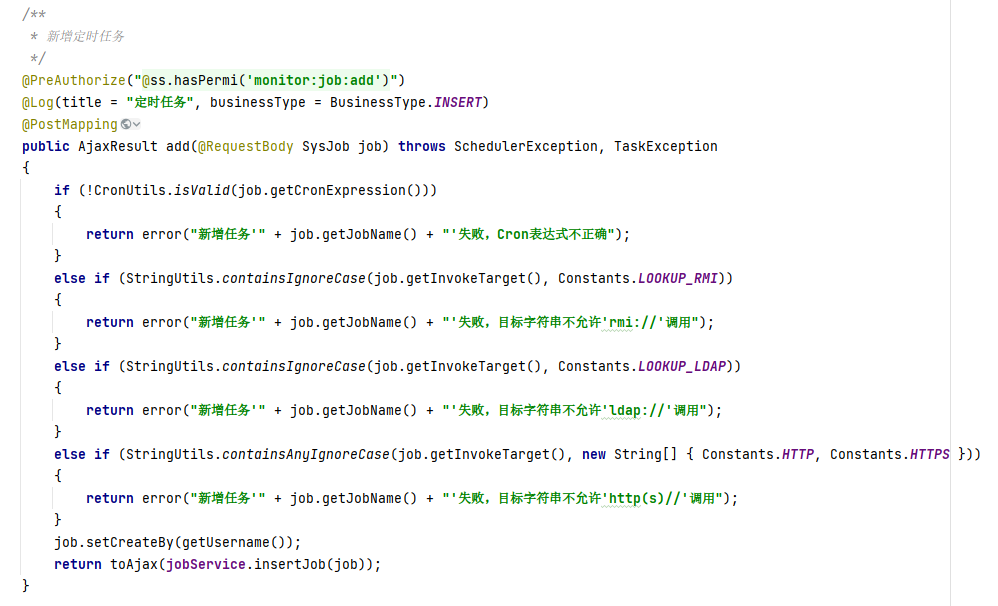 /**
 * 新增定时任务
 */
@PreAuthorize("@ss.hasPermi('monitor:job:add')")
@Log(title = "定时任务", businessType = BusinessType.INSERT)
@PostMapping
public AjaxResult add(@RequestBody SysJob job) throws SchedulerException, TaskException
{
    if (!CronUtils.isValid(job.getCronExpression()))
    {
        return error("新增任务'" + job.getJobName() + "'失败，Cron表达式不正确");
    }
    else if (StringUtils.containsIgnoreCase(job.getInvokeTarget(), Constants.LOOKUP_RMI))
    {
        return error("新增任务'" + job.getJobName() + "'失败，目标字符串不允许'rmi://'调用");
    }
    else if (StringUtils.containsIgnoreCase(job.getInvokeTarget(), Constants.LOOKUP_LDAP))
    {
        return error("新增任务'" + job.getJobName() + "'失败，目标字符串不允许'ldap://'调用");
    }
    else if (StringUtils.containsAnyIgnoreCase(job.getInvokeTarget(), new String[] { Constants.HTTP, Constants.HTTPS }))
    {
        return error("新增任务'" + job.getJobName() + "'失败，目标字符串不允许'http(s)//'调用");
    }
    job.setCreateBy(getUsername());
    return toAjax(jobService.insertJob(job));
}